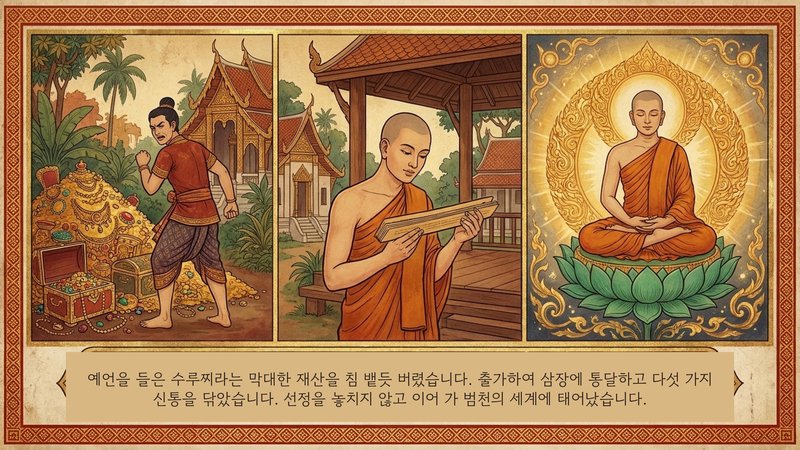 예언을 들은 수루찌라는 막대한 재산을 침 뱉듯 버렸습니다. 출가하여 삼장에 통달하고 다섯 가지
신통을 닦았습니다. 선정을 놓치지 않고 이어 가 범천의 세계에 태어났습니다.